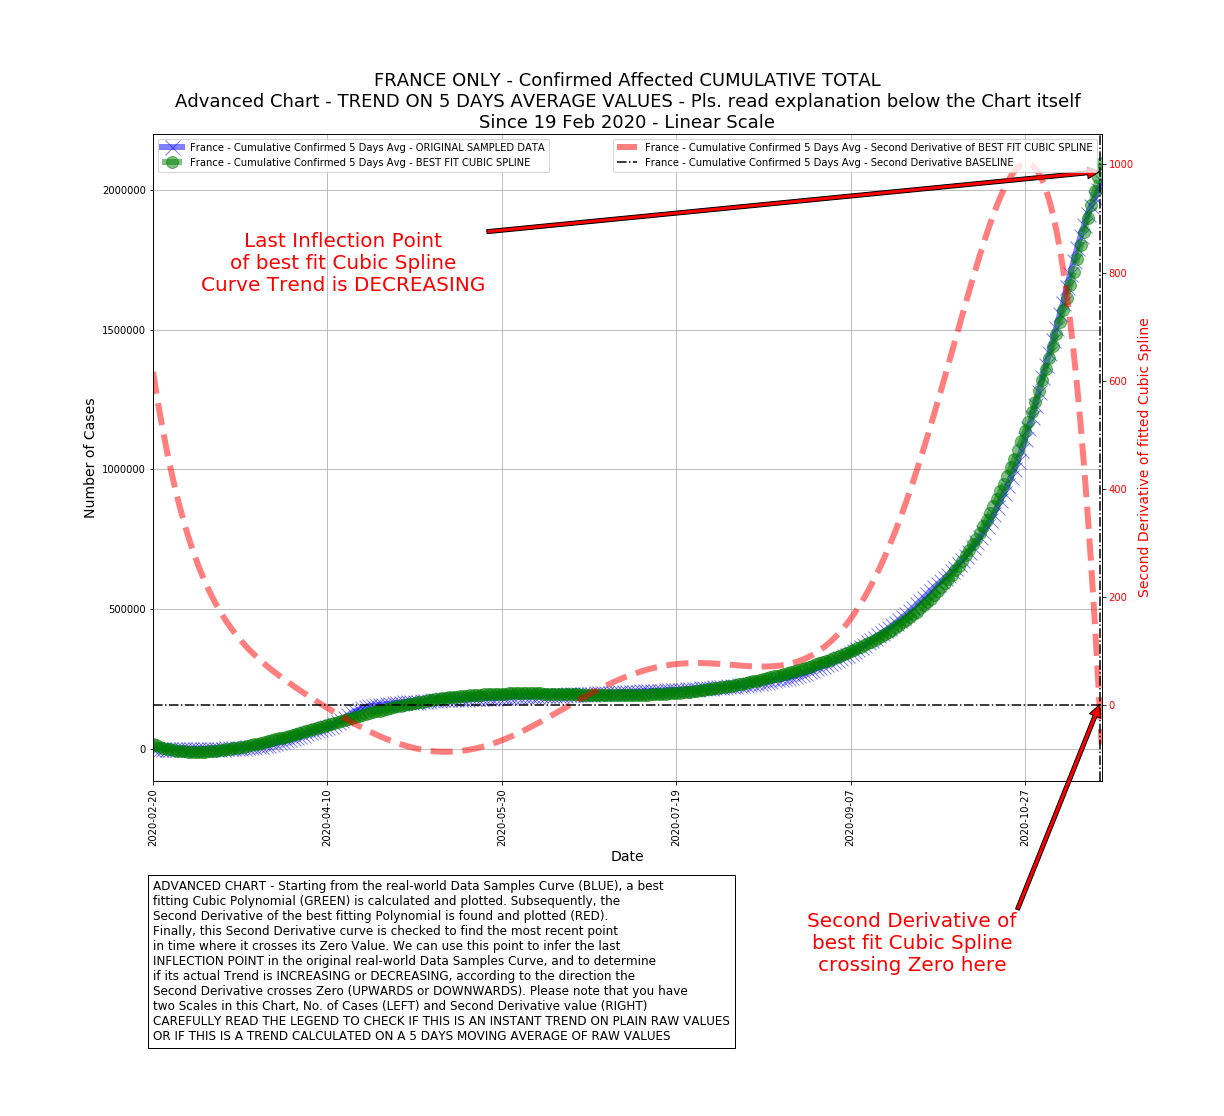 FRANCE ONLY - Confirmed Affected CUMULATIVE TOTAL
Advanced Chart - TREND ON 5 DAYS AVERAGE VALUES - Pls. read explanation below the Chart itself
Since 19 Feb 2020 - Linear Scale
France - Cumulative Confirmed 5 Days Avg - ORIGINAL SAMPLED DATA
France - Cumulative Confirmed 5 Days Avg - BEST FIT CUBIC SPLINE
France - Cumulative Confirmed 5 Days Avg - Second Derivative of BEST FIT CUBIC SPLINE
France - Cumulative Confirmed 5 Days Avg - Second Derivative BASELINE
Last Inflection Point
of best fit Cubic Spline
Curve Trend is DECREASING
Number of Cases
2000000
1500000
1000000
500000
0
1000
800
600
400
200
0
Second Derivative of fitted Cubic Spline
2020-02-20
2020-04-10
2020-05-30
2020-07-19
2020-09-07
2020-10-27
Date
ADVANCED CHART - Starting from the real-world Data Samples Curve (BLUE), a best
fitting Cubic Polynomial (GREEN) is calculated and plotted. Subsequently, the
Second Derivative of the best fitting Polynomial is found and plotted (RED).
Finally, this Second Derivative curve is checked to find the most recent point
in time where it crosses its Zero Value. We can use this point to infer the last
INFLECTION POINT in the original real-world Data Samples Curve, and to determine
if its actual Trend is INCREASING or DECREASING, according to the direction the
Second Derivative crosses Zero (UPWARDS or DOWNWARDS). Please note that you have
two Scales in this Chart, No. of Cases (LEFT) and Second Derivative value (RIGHT)
CAREFULLY READ THE LEGEND TO CHECK IF THIS IS AN INSTANT TREND ON PLAIN RAW VALUES
OR IF THIS IS A TREND CALCULATED ON A 5 DAYS MOVING AVERAGE OF RAW VALUES
Second Derivative of
best fit Cubic Spline
crossing Zero here